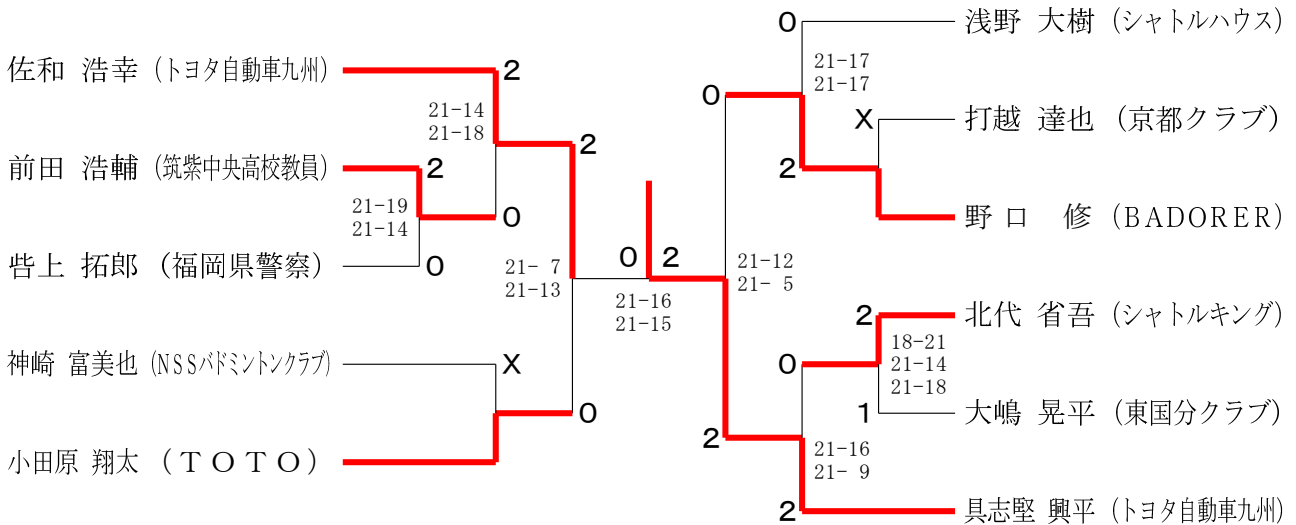 佐和 浩幸 (トヨタ自動車九州)
前田 浩輔 (筑紫中央高校教員)
呰上 拓郎 (福岡県警察)
神崎 富美也 (NSSバドミントンクラブ)
小田原 翔太 (ＴＯＴＯ)
2
21-14
21-18
2
2
21-19
21-14
0
0
21- 7
21-13
X
0
0 2
21-16
21-15
0
21-17
21-17
0
X
2
21-12
21- 5
2
0
18-21
21-14
21-18
1
2
21-16
21- 9
2
浅野 大樹 (シャトルハウス)
打越 達也 (京都クラブ)
野口 修 (BADORER)
北代 省吾 (シャトルキング)
大嶋 晃平 (東国分クラブ)
具志堅 興平 (トヨタ自動車九州)